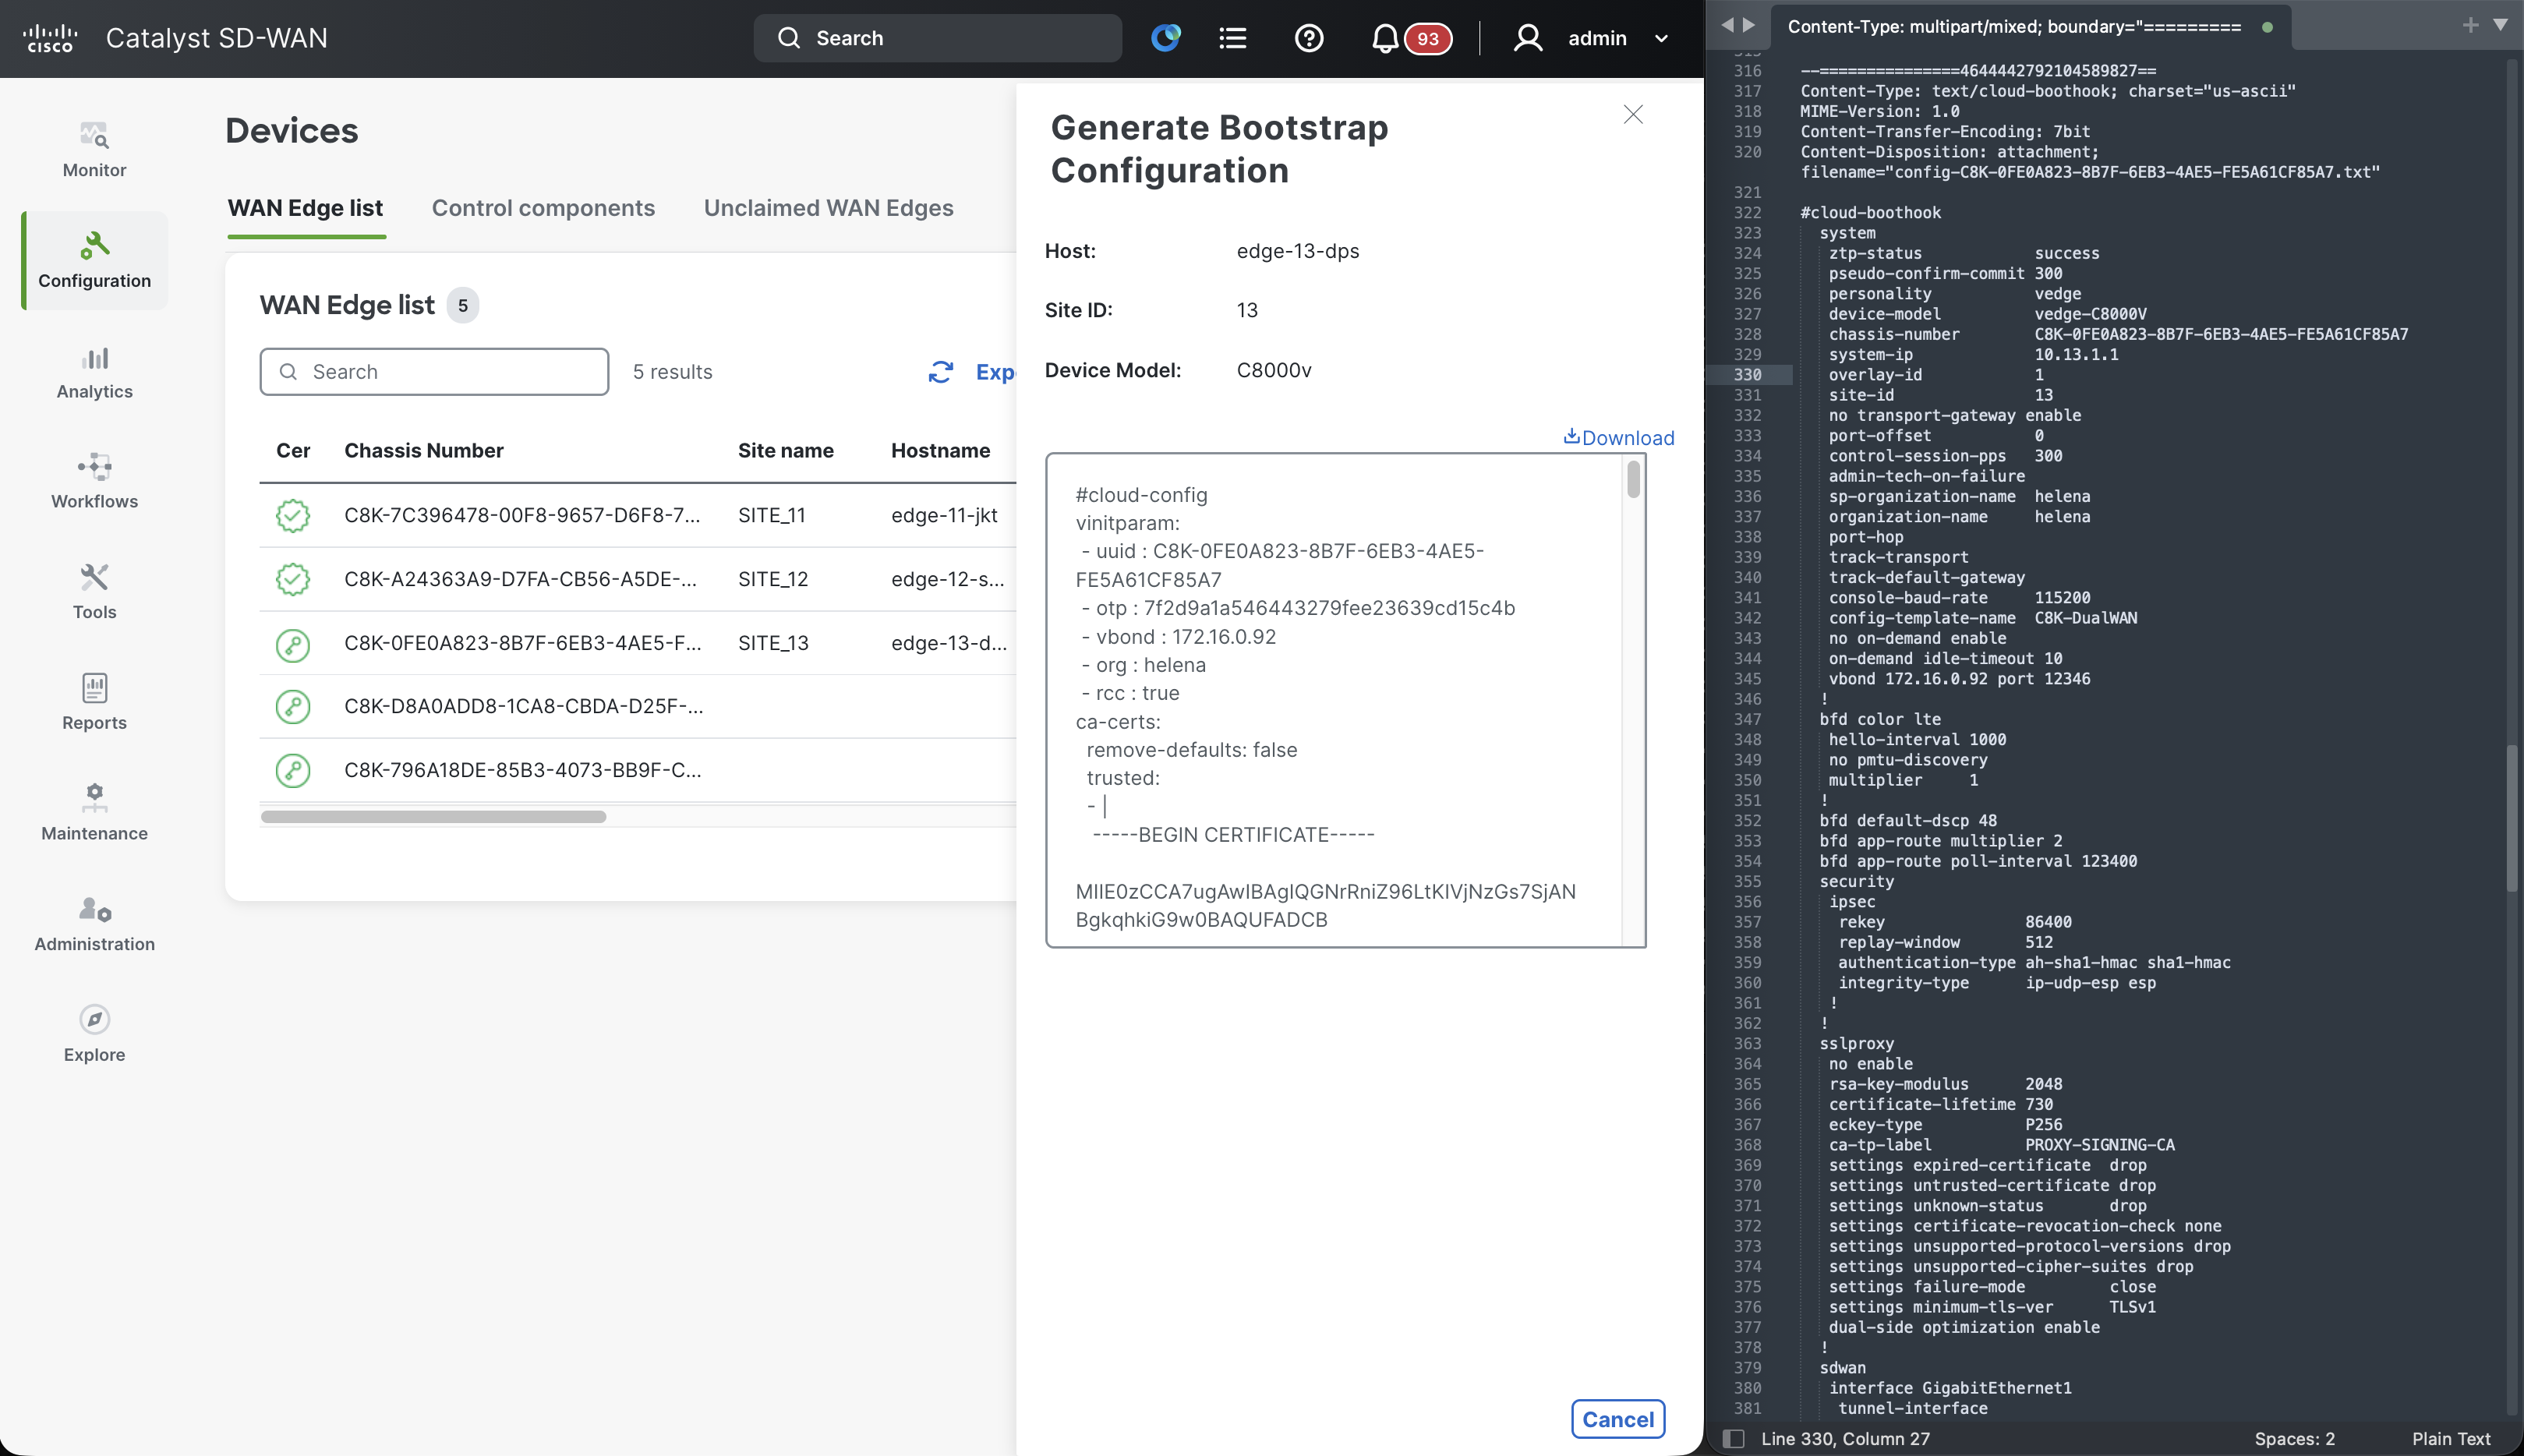 CISCO
Catalyst SD-WAN
Search
93
admin
Monitor
Configuration
Analytics
Workflows
Tools
Reports
Maintenance
Administration
Explore
Devices
WAN Edge list
Control components
Unclaimed WAN Edges
WAN Edge list 5
Search
5 results
Exp
Cer Chassis Number Site name Hostname
C8K-7C396478-00F8-9657-D6F8-7... SITE_11 edge-11-jkt
C8K-A24363A9-D7FA-CB56-A5DE-... SITE_12 edge-12-s...
C8K-0FE0A823-8B7F-6EB3-4AE5-F... SITE_13 edge-13-d...
C8K-D8A0ADD8-1CA8-CBDA-D25F-...
C8K-796A18DE-85B3-4073-BB9F-C...
Generate Bootstrap
Configuration
Host: edge-13-dps
Site ID: 13
Device Model: C8000v
Download
#cloud-config
vinitparam:
- uuid : C8K-0FE0A823-8B7F-6EB3-4AE5-
FE5A61CF85A7
- otp : 7f2d9a1a546443279fee23639cd15c4b
- vbond : 172.16.0.92
- org : helena
- rcc : true
ca-certs:
remove-defaults: false
trusted:
- |
-----BEGIN CERTIFICATE-----
MIIE0zCCA7ugAwIBAgIQGNrRniZ96LtKIVjNzGs7SjAN
BgkqhkiG9w0BAQUFADCB
Cancel
Content-Type: multipart/mixed; boundary="=========
316 --===============4644442792104589827==
317 Content-Type: text/cloud-boothook; charset="us-ascii"
318 MIME-Version: 1.0
319 Content-Transfer-Encoding: 7bit
320 Content-Disposition: attachment;
filename="config-C8K-0FE0A823-8B7F-6EB3-4AE5-FE5A61CF85A7.txt"
321
322 #cloud-boothook
323 system
324 ztp-status success
325 pseudo-confirm-commit 300
326 personality vedge
327 device-model vedge-C8000V
328 chassis-number C8K-0FE0A823-8B7F-6EB3-4AE5-FE5A61CF85A7
329 system-ip 10.13.1.1
330 overlay-id 1
331 site-id 13
332 no transport-gateway enable
333 port-offset 0
334 control-session-pps 300
335 admin-tech-on-failure
336 sp-organization-name helena
337 organization-name helena
338 port-hop
339 track-transport
340 track-default-gateway
341 console-baud-rate 115200
342 config-template-name C8K-DualWAN
343 no on-demand enable
344 on-demand idle-timeout 10
345 vbond 172.16.0.92 port 12346
346 !
347 bfd color lte
348 hello-interval 1000
349 no pmtu-discovery
350 multiplier 1
351 !
352 bfd default-dscp 48
353 bfd app-route multiplier 2
354 bfd app-route poll-interval 123400
355 security
356 ipsec
357 rekey 86400
358 replay-window 512
359 authentication-type ah-sha1-hmac sha1-hmac
360 integrity-type ip-udp-esp esp
361 !
362 !
363 sslproxy
364 no enable
365 rsa-key-modulus 2048
366 certificate-lifetime 730
367 eckey-type P256
368 ca-tp-label PROXY-SIGNING-CA
369 settings expired-certificate drop
370 settings untrusted-certificate drop
371 settings unknown-status drop
372 settings certificate-revocation-check none
373 settings unsupported-protocol-versions drop
374 settings unsupported-cipher-suites drop
375 settings failure-mode close
376 settings minimum-tls-ver TLSv1
377 dual-side optimization enable
378 !
379 sdwan
380 interface GigabitEthernet1
381 tunnel-interface
Line 330, Column 27
Spaces: 2
Plain Text